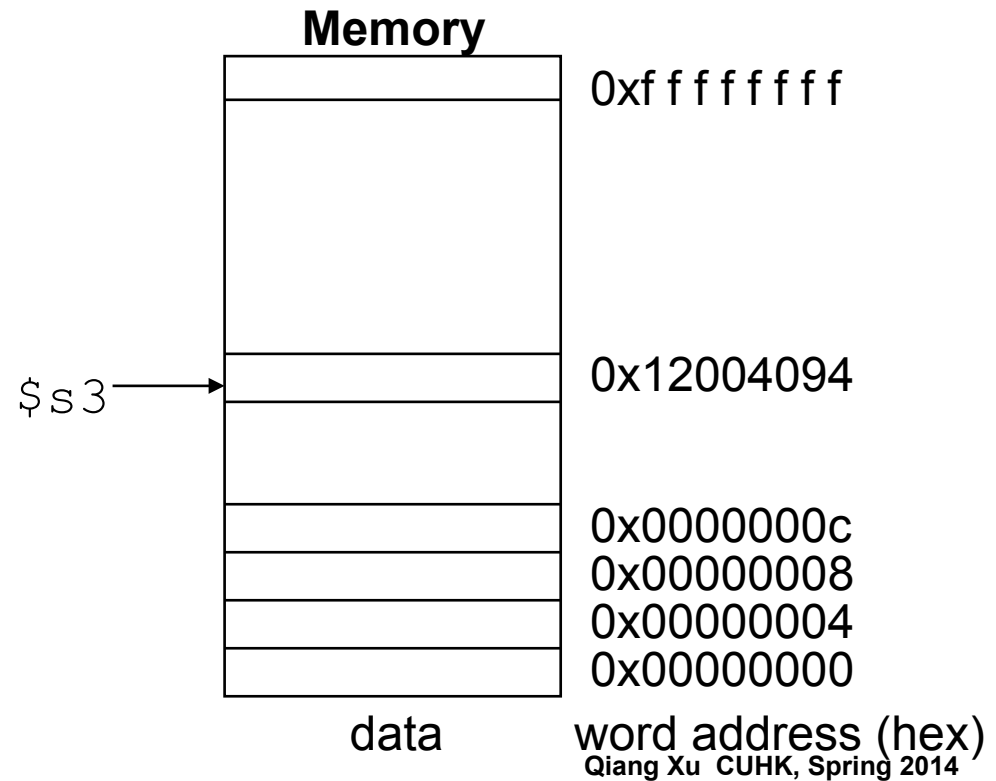 Memory
0xf f f f f f f f
0x12004094
$s3
0x0000000c
0x00000008
0x00000004
0x00000000
data word address (hex)
Qiang Xu CUHK, Spring 2014